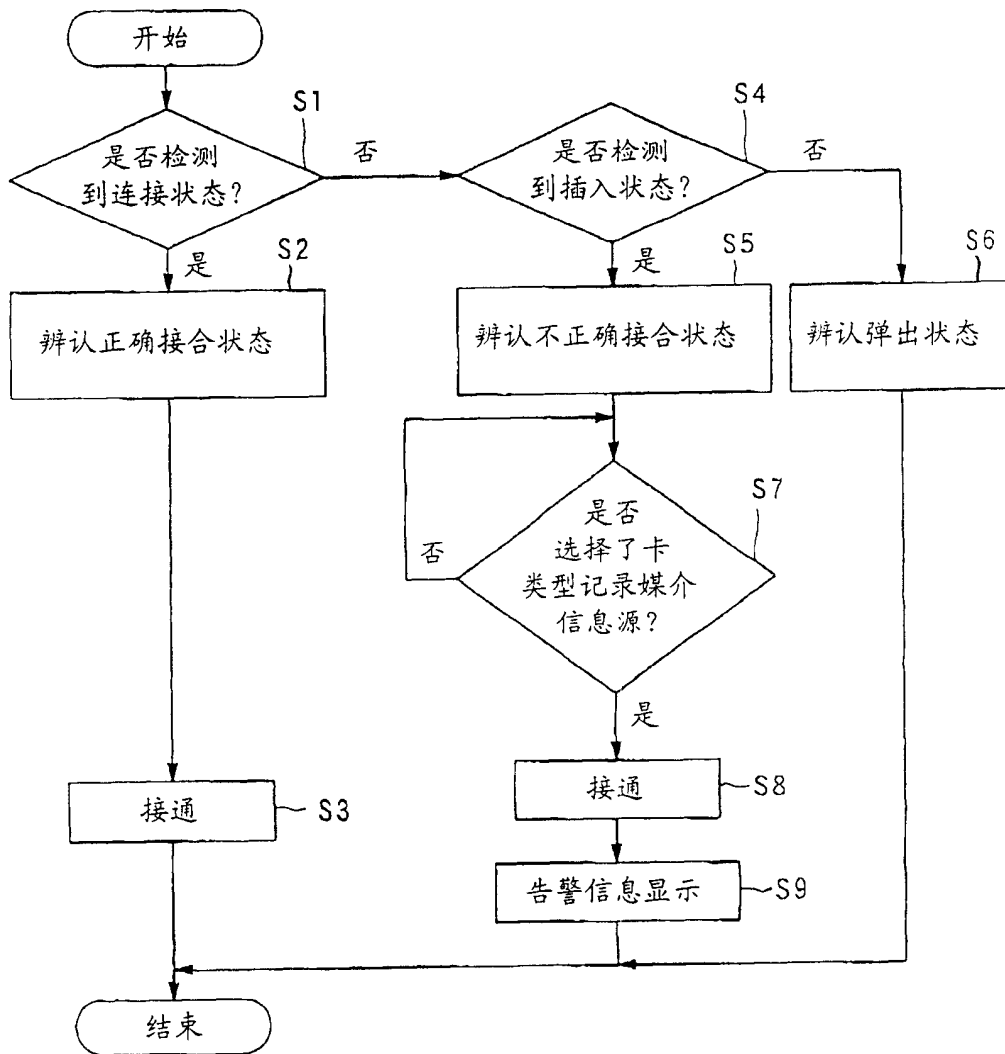 开始
S1
是否检测
到连接状态?
否
S4
是否检测
到插入状态?
否
是
S2
辨认正确接合状态
是
S5
辨认不正确接合状态
S6
辨认弹出状态
S7
是否
选择了卡
类型记录媒介
信息源?
否
是
接通
S3
接通
S8
告警信息显示
S9
结束